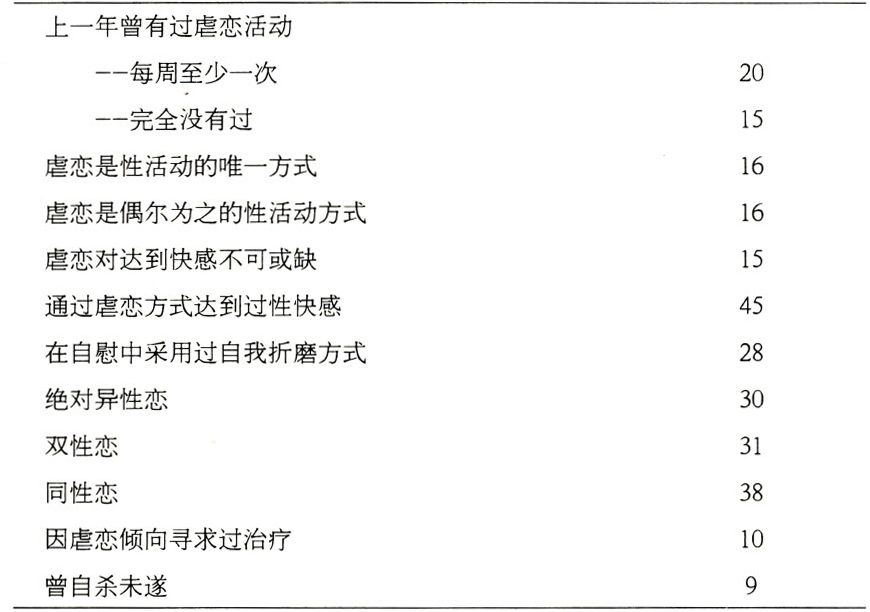 上一年曾有过虐恋活动
--每周至少一次 20
--完全没有过 15
虐恋是性活动的唯一方式 16
虐恋是偶尔为之的性活动方式 16
虐恋对达到快感不可或缺 15
通过虐恋方式达到过性快感 45
在自慰中采用过自我折磨方式 28
绝对异性恋 30
双性恋 31
同性恋 38
因虐恋倾向寻求过治疗 10
曾自杀未遂 9